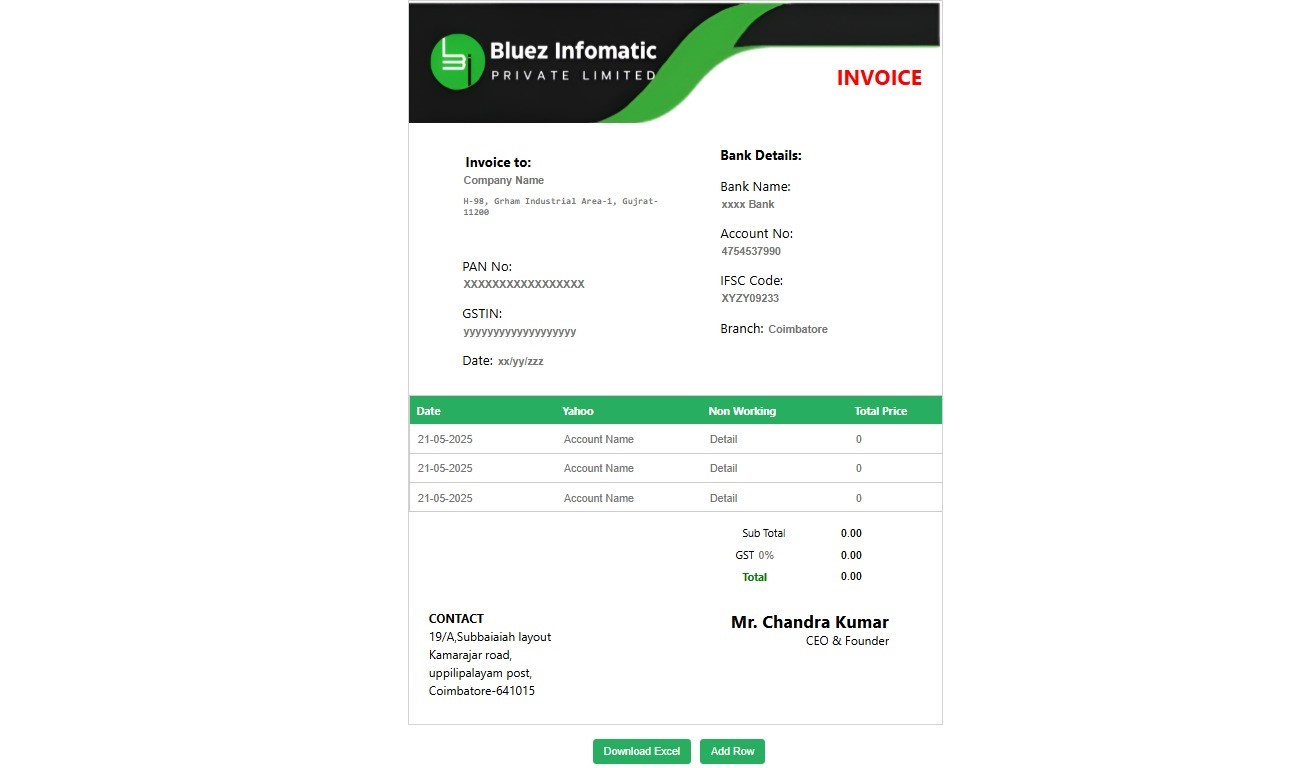 Bluez Infomatic
PRIVATE LIMITED
INVOICE
Invoice to:
Company Name
H-98, Grham Industrial Area-1, Gujrat-
11200
PAN No:
XXXXXXXXXXXXXXXXX
GSTIN:
yyyyyyyyyyyyyyyyyyy
Date: xx/yy/zzz
Bank Details:
Bank Name:
xxxx Bank
Account No:
4754537990
IFSC Code:
XYZY09233
Branch: Coimbatore
Date Yahoo Non Working Total Price
21-05-2025 Account Name Detail 0
21-05-2025 Account Name Detail 0
21-05-2025 Account Name Detail 0
Sub Total 0.00
GST 0% 0.00
Total 0.00
CONTACT
19/A,Subbaiaiah layout
Kamarajar road,
uppilipalayam post,
Coimbatore-641015
Mr. Chandra Kumar
CEO & Founder
Download Excel Add Row